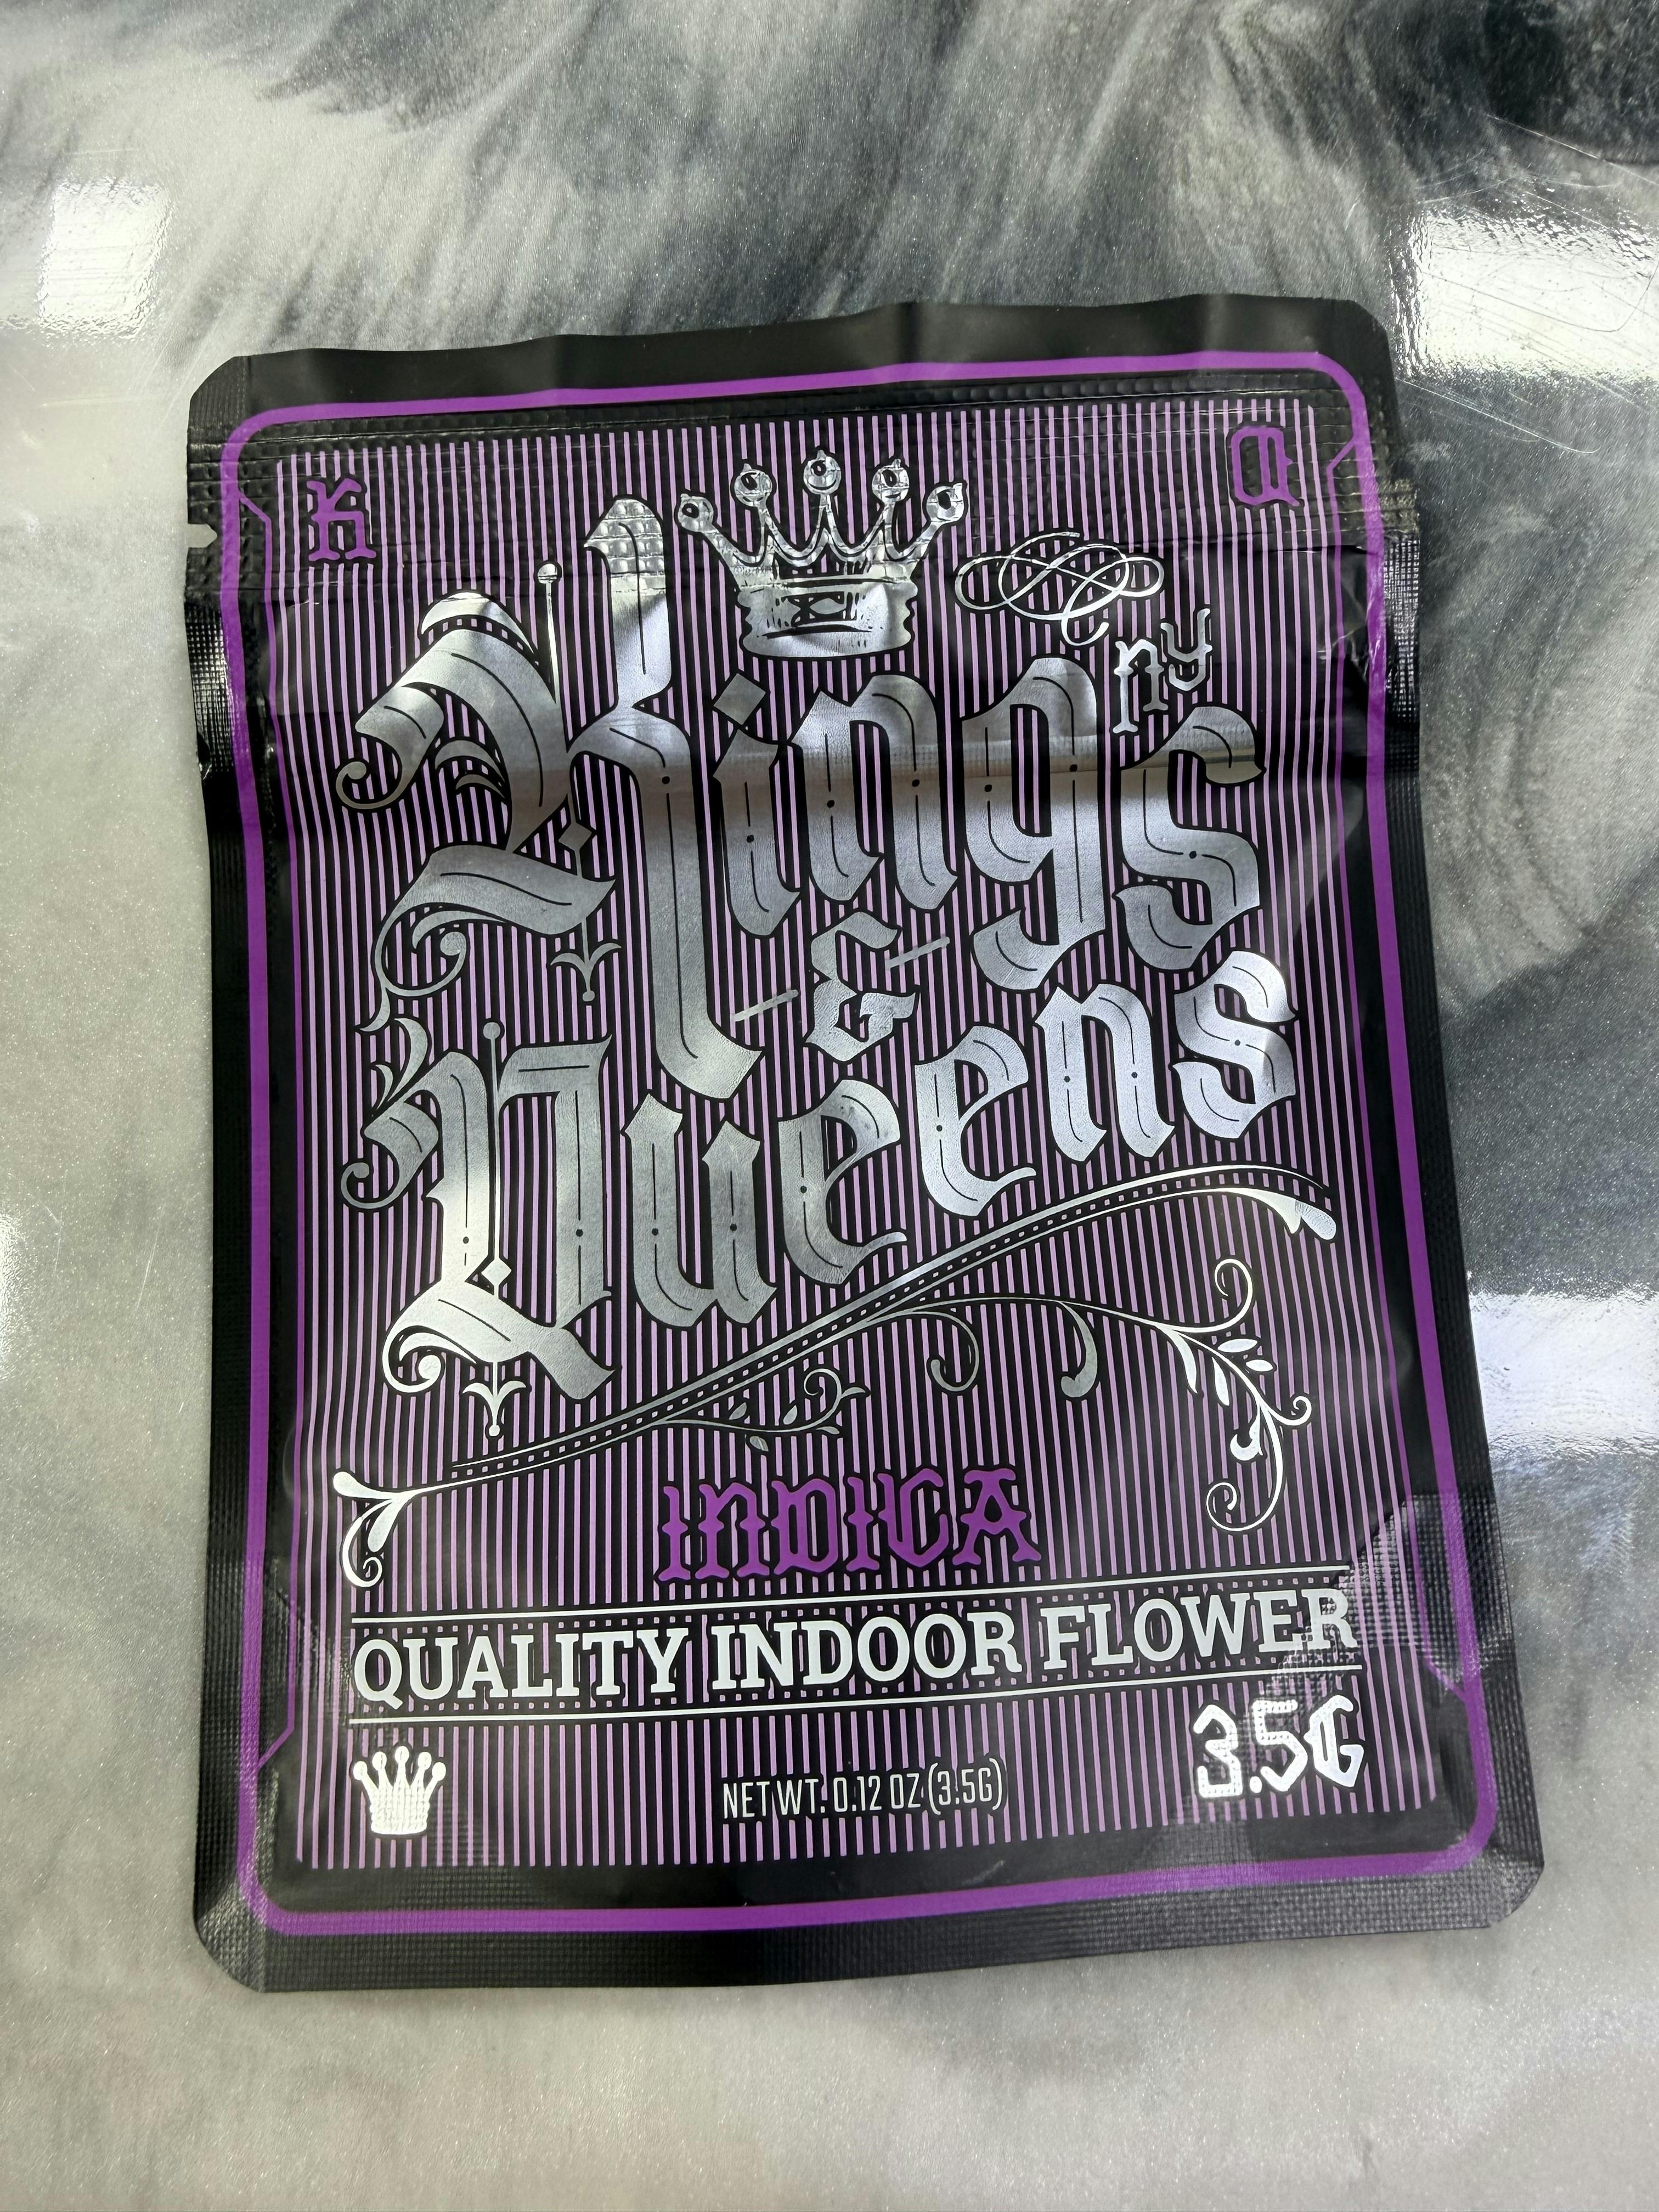 K Q
ny
Kings
&
Queens
INDICA
QUALITY INDOOR FLOWER
3.5G
NET WT. 0.12 OZ (3.5G)